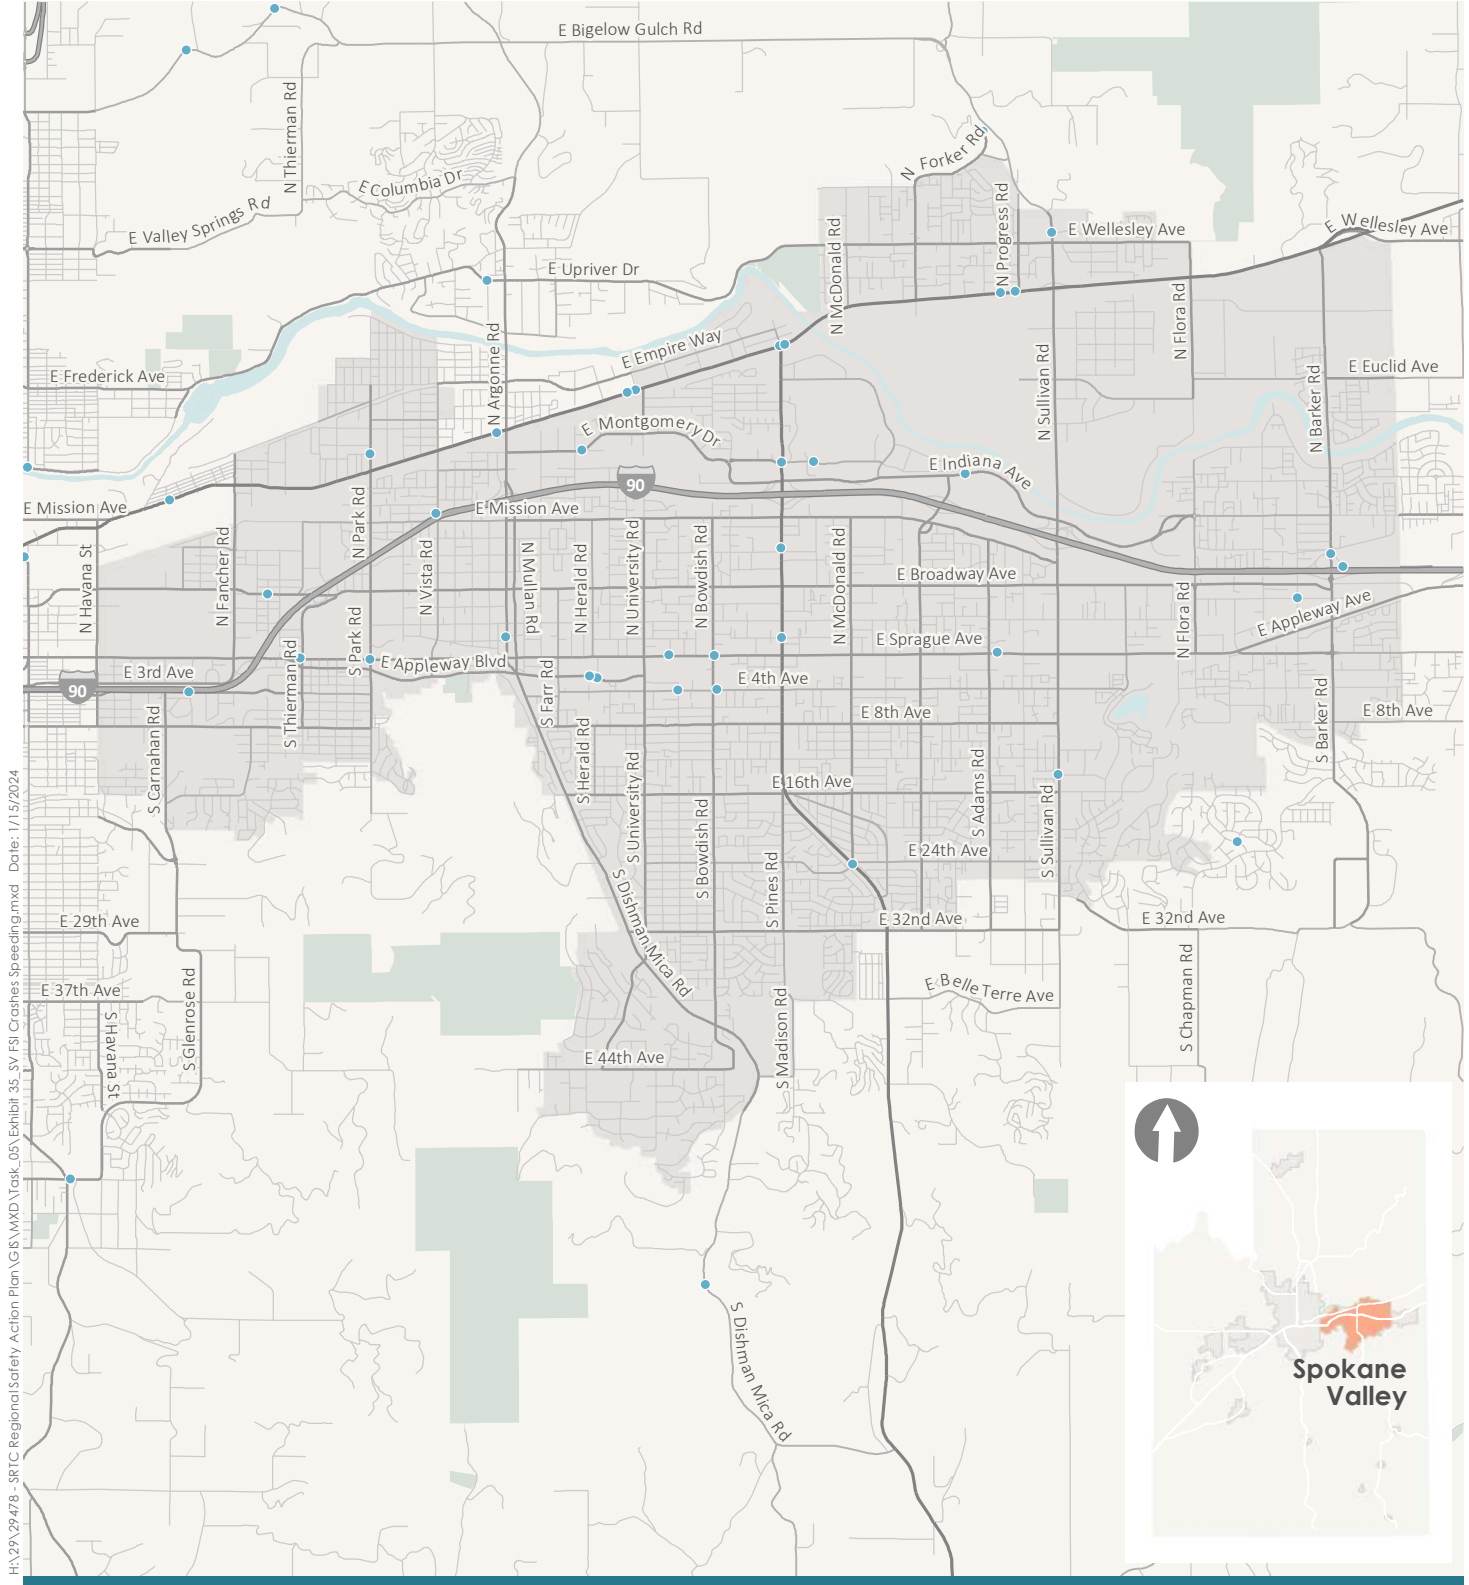 E Bigelow Gulch Rd
N Thierman Rd
N Forker Rd
E Columbia Dr
N Progress Rd
E Valley Springs Rd
N McDonald Rd
E Wellesley Ave
E Wellesley Ave
E Upriver Dr
N Flora Rd
N Argonne Rd
E Empire Way
N Sullivan Rd
E Frederick Ave
E Euclid Ave
N Barker Rd
E Montgomery Dr
E Indiana Ave
90
E Mission Ave
E Mission Ave
N Park Rd
N Havana St
N Fancher Rd
N Vista Rd
N Mullan Rd
N Herald Rd
N University Rd
N Bowdish Rd
N McDonald Rd
E Broadway Ave
N Flora Rd
E Appleway Ave
S Park Rd
E Sprague Ave
E 3rd Ave
S Thierman Rd
E Appleway Blvd
S Farr Rd
E 4th Ave
90
S Carnahan Rd
E 8th Ave
S Barker Rd
E 8th Ave
S Herald Rd
S University Rd
E 16th Ave
S Adams Rd
S Bowdish Rd
S Sullivan Rd
E 24th Ave
S Pines Rd
S Dishman Mica Rd
E 29th Ave
E 32nd Ave
E 32nd Ave
E 37th Ave
S Glenrose Rd
E Belle Terre Ave
S Chapman Rd
S Havana St
S Madison Rd
E 44th Ave
S Dishman Mica Rd
Spokane
Valley
H:\29\29478 - SRTC Regional Safety Action Plan\GIS\MXD\Task_05\Exhibit 35_SV FSI Crashes Speeding.mxd Date: 1/15/2024